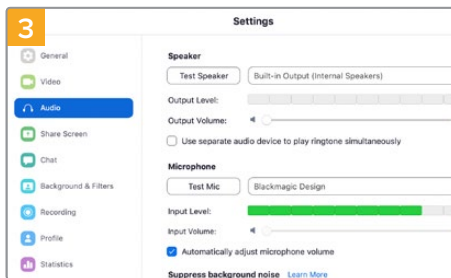 3
Settings
General
Video
Audio
Share Screen
Chat
Background & Filters
Recording
Profile
Statistics
Speaker
Test Speaker
Built-in Output (Internal Speakers)
Output Level:
Output Volume:
Use separate audio device to play ringtone simultaneously
Microphone
Test Mic
Blackmagic Design
Input Level:
Input Volume:
Automatically adjust microphone volume
Suppress background noise Learn More